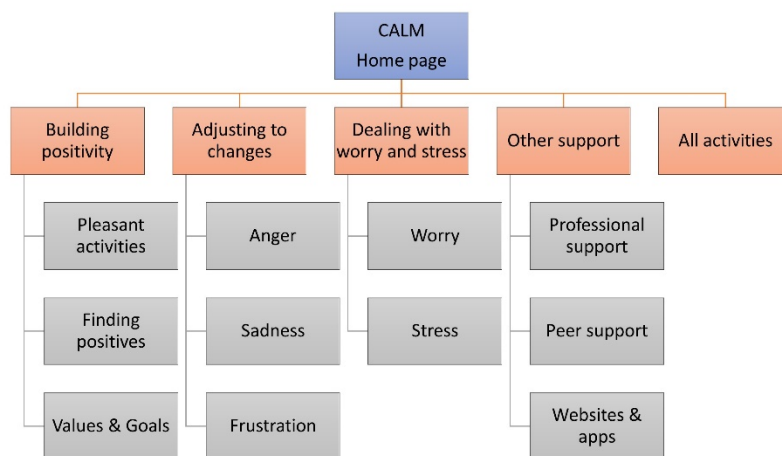 CALM
Home page
Building
positivity
Adjusting to
changes
Dealing with
worry and stress
Other support
All activities
Pleasant
activities
Finding
positives
Values & Goals
Anger
Sadness
Frustration
Worry
Stress
Professional
support
Peer support
Websites &
apps